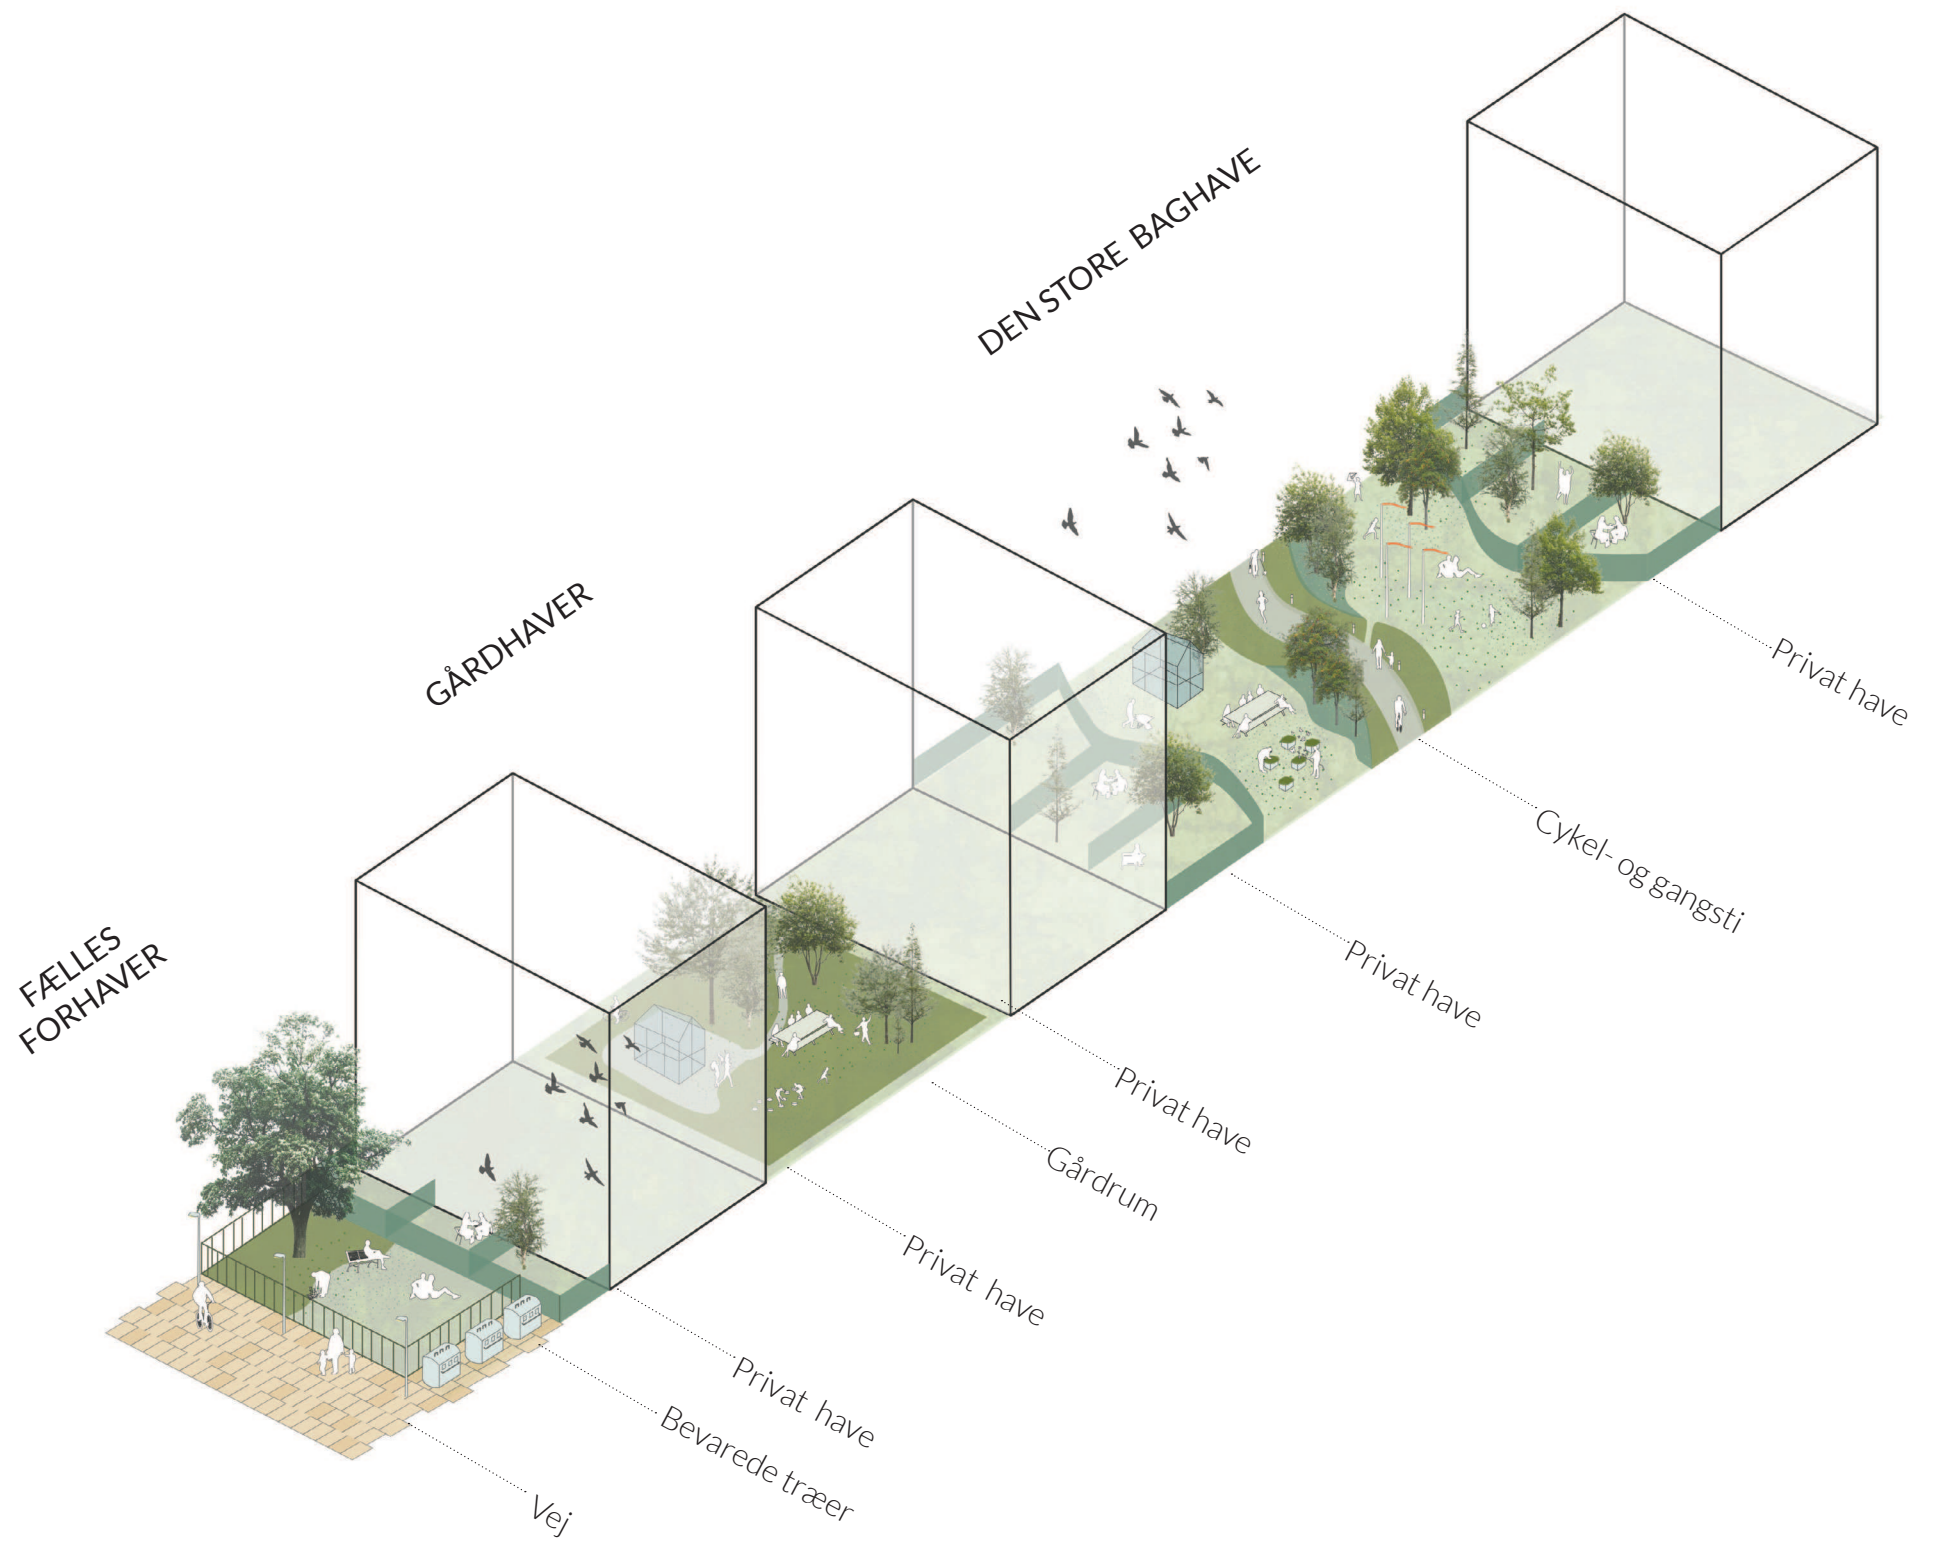 DEN STORE BAGHAVE
GÅRDHAVER
FÆLLES
FORHAVER
Privat have
Cykel- og gangsti
Privat have
Privat have
Gårdrum
Privat have
Privat have
Bevarede træer
Vej